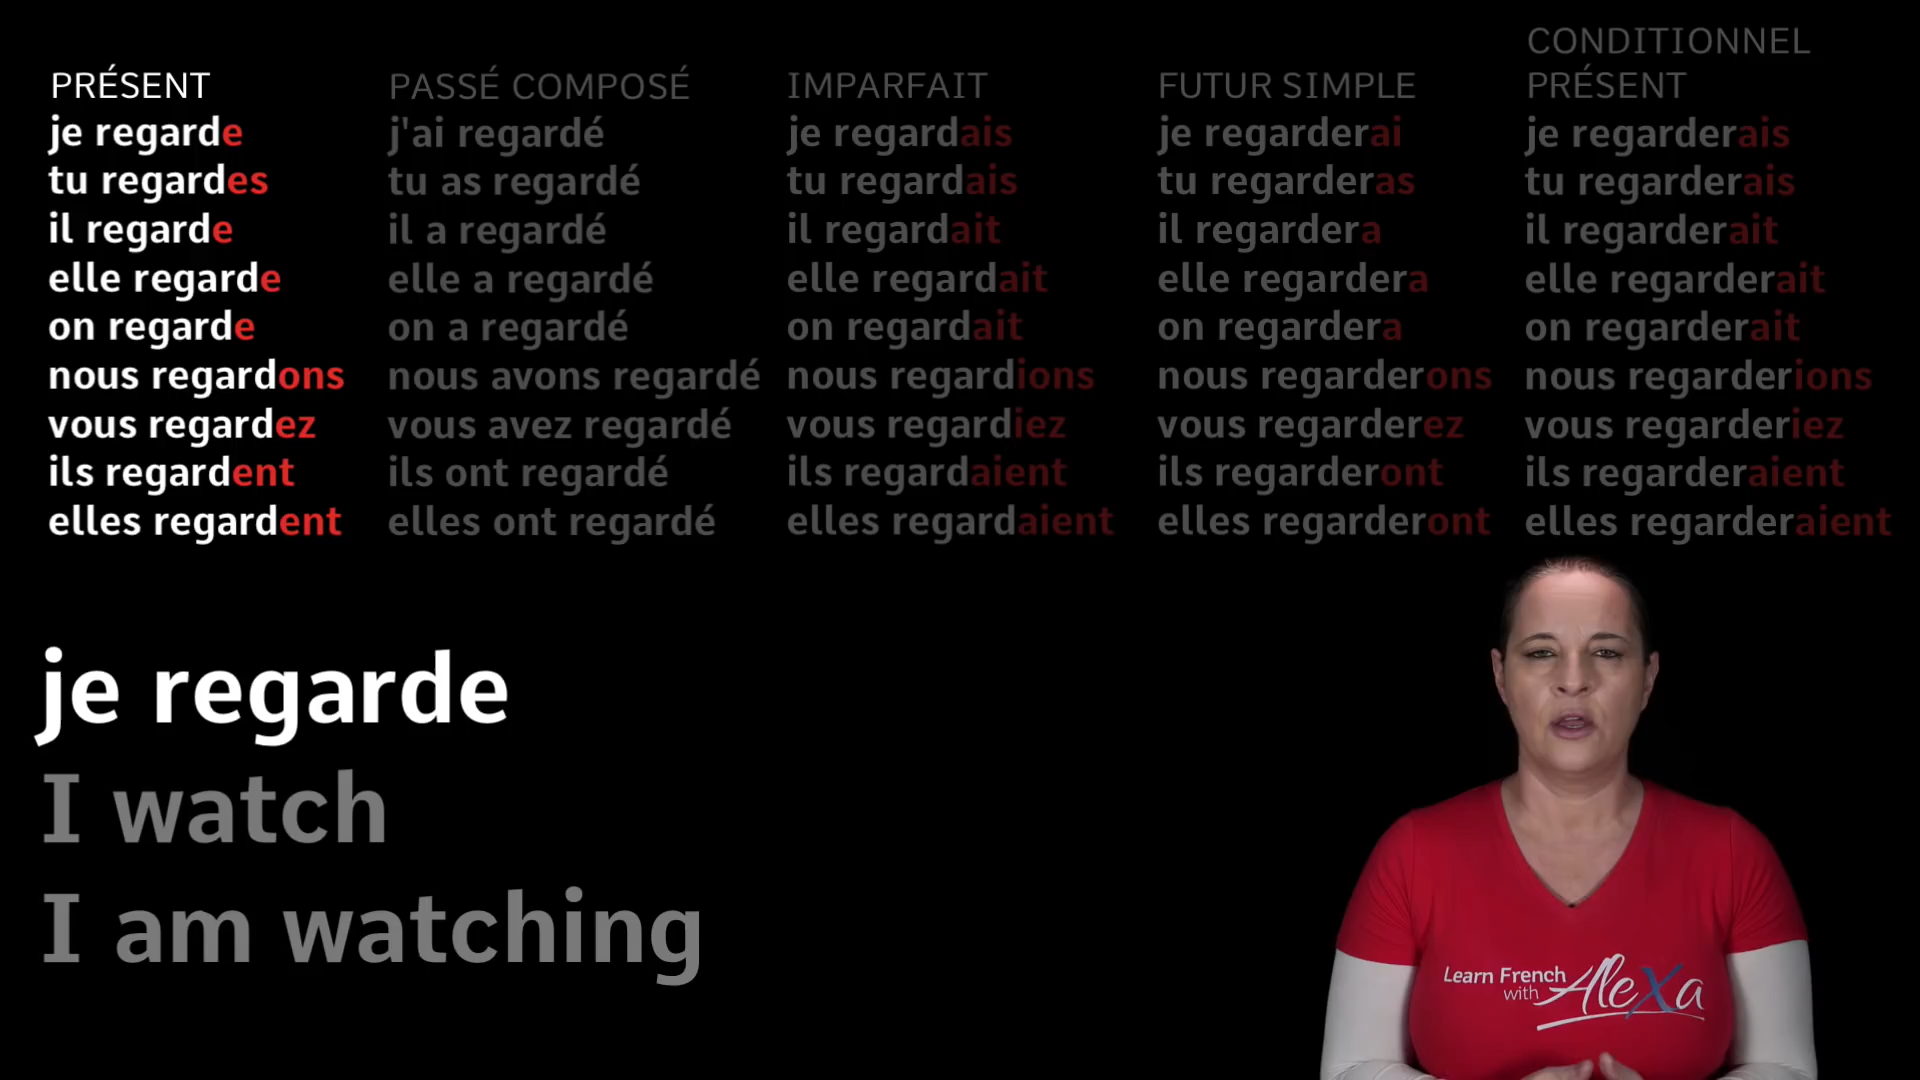 PRÉSENT
je regarde
tu regardes
il regarde
elle regarde
on regarde
nous regardons
vous regardez
ils regardent
elles regardent
PASSÉ COMPOSÉ
j'ai regardé
tu as regardé
il a regardé
elle a regardé
on a regardé
nous avons regardé
vous avez regardé
ils ont regardé
elles ont regardé
IMPARFAIT
je regardais
tu regardais
il regardait
elle regardait
on regardait
nous regardions
vous regardiez
ils regardaient
elles regardaient
FUTUR SIMPLE
je regarderai
tu regarderas
il regardera
elle regardera
on regardera
nous regarderons
vous regarderez
ils regarderont
elles regarderont
CONDITIONNEL
PRÉSENT
je regarderais
tu regarderais
il regarderait
elle regarderait
on regarderait
nous regarderions
vous regarderiez
ils regarderaient
elles regarderaient
je regarde
I watch
I am watching
Learn French
with Alexa